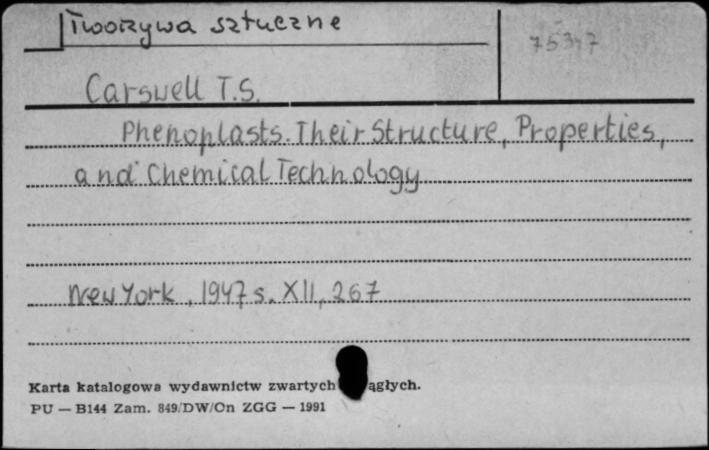 Tworzywa sztuczne
75347
Carswell T.S.
Phenoplasts. Their Structure, Properties,
and Chemical Technology
New York, 1947 s. XII, 267
Karta katalogowa wydawnictw zwartych ągłych.
PU — B144 Zam. 849/DW/On ZGG — 1991